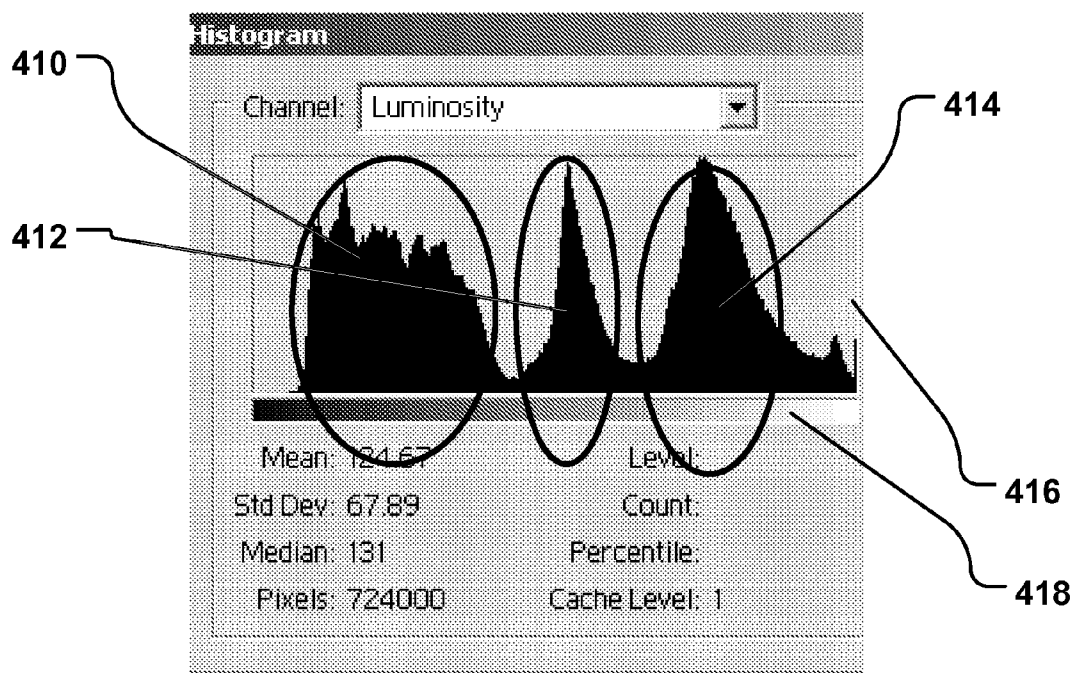 Histogram
410
Channel: Luminosity
414
412
Mean: 124.67 Level:
416
Std Dev: 67.89 Count:
Median: 131 Percentile:
418
Pixels: 724000 Cache Level: 1